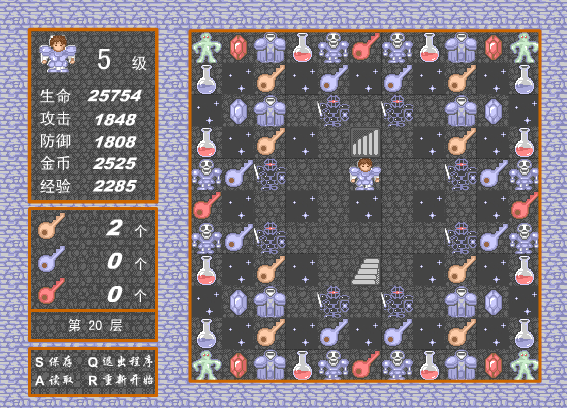 5 级
生命 25754
攻击 1848
防御 1808
金币 2525
经验 2285
2 个
0 个
0 个
第 20 层
S 保存 Q 退出程序
A 读取 R 重新开始